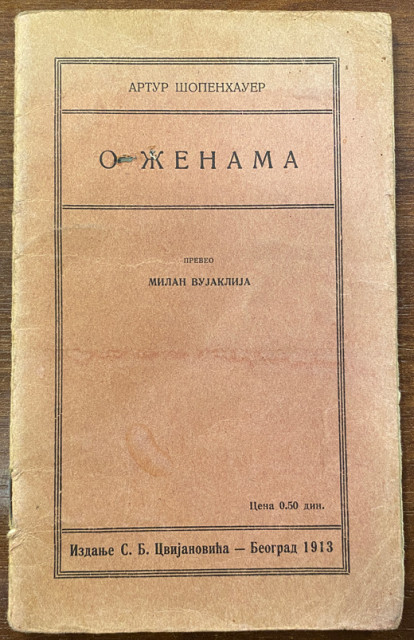 АРТУР ШОПЕНХАУЕР
О ЖЕНАМА
ПРЕВЕО
МИЛАН ВУЈАКЛИЈА
Цена 0.50 дин.
Издање С. Б. Цвијановића — Београд 1913